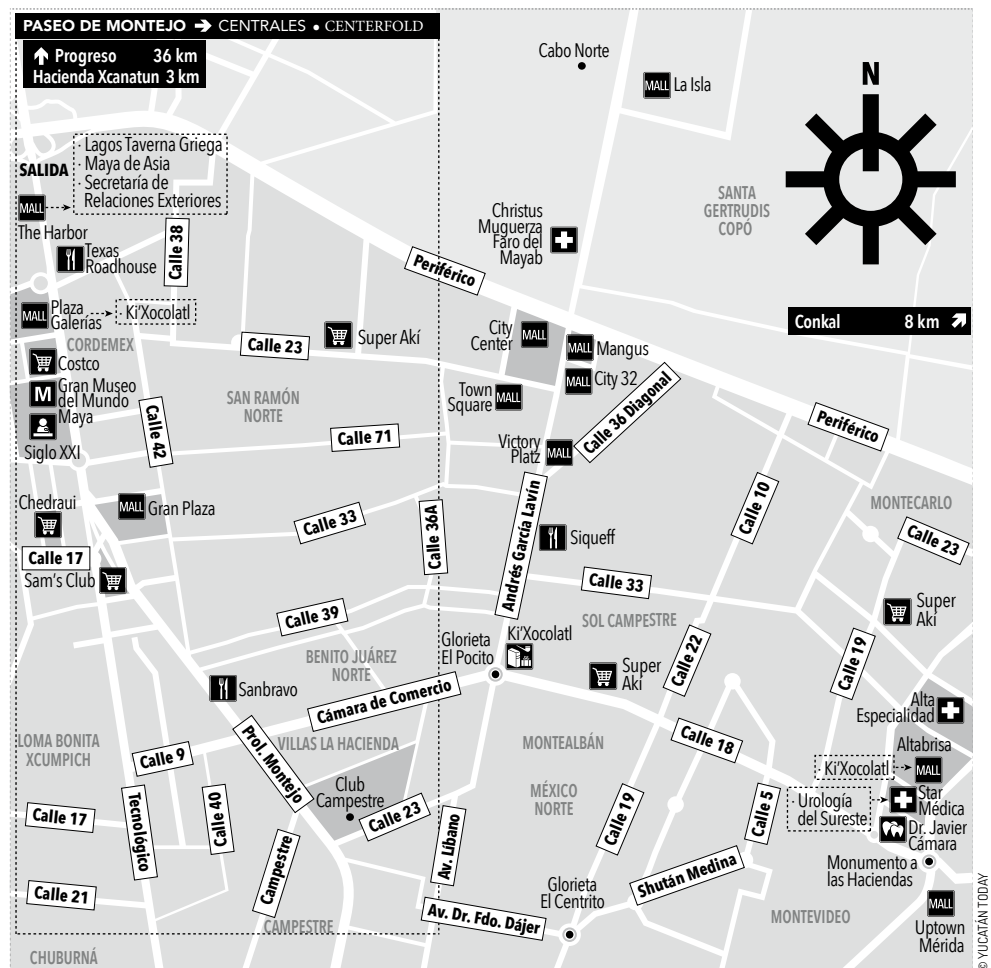 PASEO DE MONTEJO → CENTRALES • CENTERFOLD
↑ Progreso 36 km
Hacienda Xcanatun 3 km
Cabo Norte
MALL La Isla
N
SALIDA
· Lagos Taverna Griega
· Maya de Asia
· Secretaría de
Relaciones Exteriores
MALL
The Harbor
Texas
Roadhouse
Calle 38
Christus
Muguerza
Faro del
Mayab
SANTA
GERTRUDIS
COPÓ
Periférico
MALL
Plaza
Galerías
· Ki'Xocolatl
CORDEMEX
Calle 23
Super Akí
City
Center
MALL
MALL Mangus
MALL City 32
Conkal 8 km
Costco
M
Gran Museo
del Mundo
Maya
Siglo XXI
SAN RAMÓN
NORTE
Town
Square
MALL
Calle 36 Diagonal
Calle 42
Calle 71
Victory
Platz
MALL
Periférico
Chedraui
MALL Gran Plaza
Calle 33
Calle 36A
Andrés García Lavín
Siqueff
Calle 10
MONTECARLO
Calle 23
Calle 17
Sam's Club
Calle 33
Calle 39
SOL CAMPESTRE
Super
Akí
Glorieta
El Pocito
Ki'Xocolatl
BENITO JUÁREZ
NORTE
Sanbravo
Cámara de Comercio
Super
Akí
Calle 22
Calle 19
Alta
Especialidad
LOMA BONITA
XCUMPICH
Calle 9
Prol. Montejo
VILLAS LA HACIENDA
MONTEALBÁN
Calle 18
Altabrisa
· Ki'Xocolatl
MALL
Club
Campestre
Calle 23
MÉXICO
NORTE
Calle 19
Calle 5
· Urología
del Sureste
Star
Médica
Dr. Javier
Cámara
Calle 17
Tecnológico
Calle 40
Campestre
Av. Líbano
Shután Medina
Monumento a
las Haciendas
Calle 21
Glorieta
El Centrito
Av. Dr. Fdo. Dájer
CAMPESTRE
MONTEVIDEO
MALL
Uptown
Mérida
CHUBURNÁ
© YUCATÁN TODAY